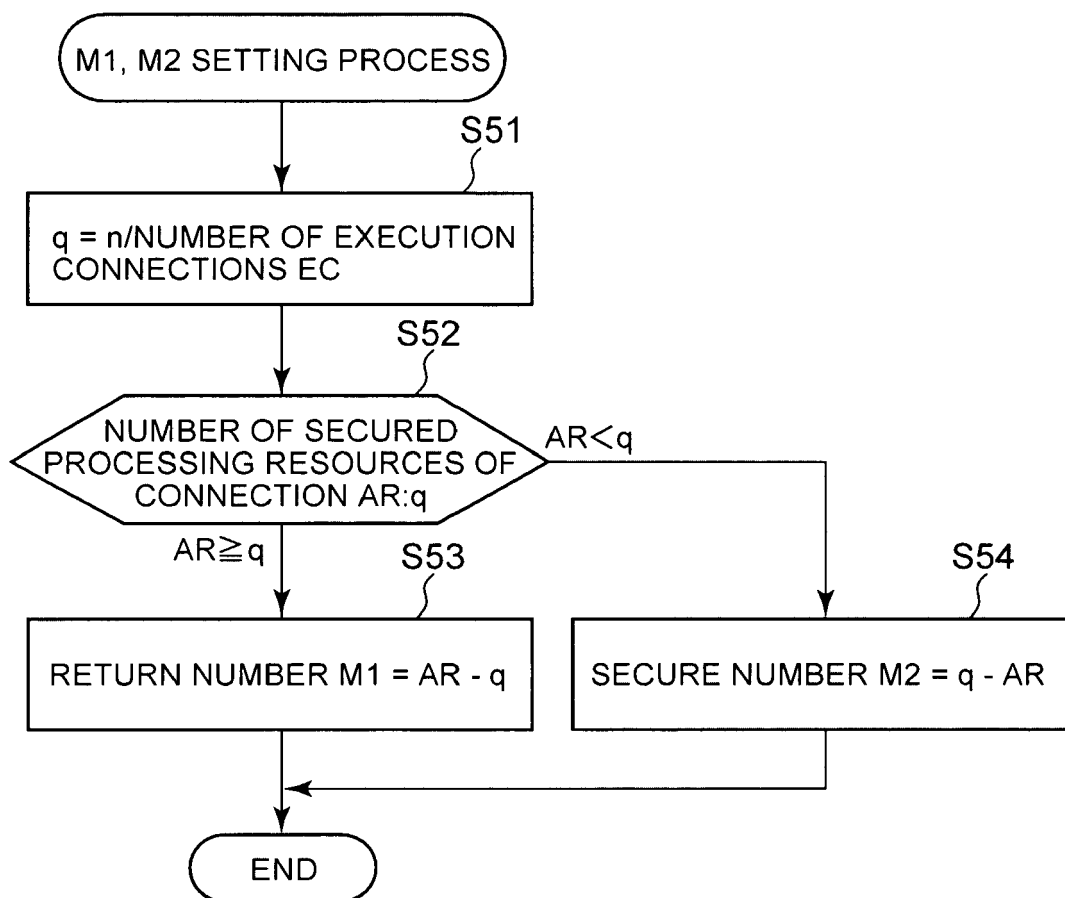 M1, M2 SETTING PROCESS
S51
q = n/NUMBER OF EXECUTION
CONNECTIONS EC
S52
NUMBER OF SECURED
PROCESSING RESOURCES OF
CONNECTION AR:q
AR<q
AR≧q
S53
RETURN NUMBER M1 = AR - q
S54
SECURE NUMBER M2 = q - AR
END